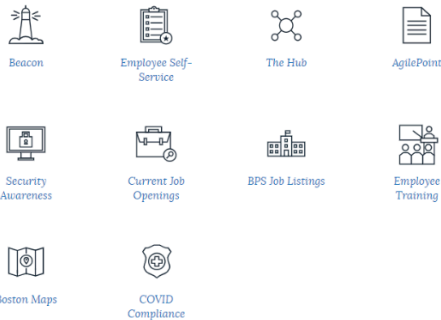 Beacon
Employee Self-
Service
The Hub
AgilePoint
Security
Awareness
Current Job
Openings
BPS Job Listings
Employee
Training
Boston Maps
COVID
Compliance